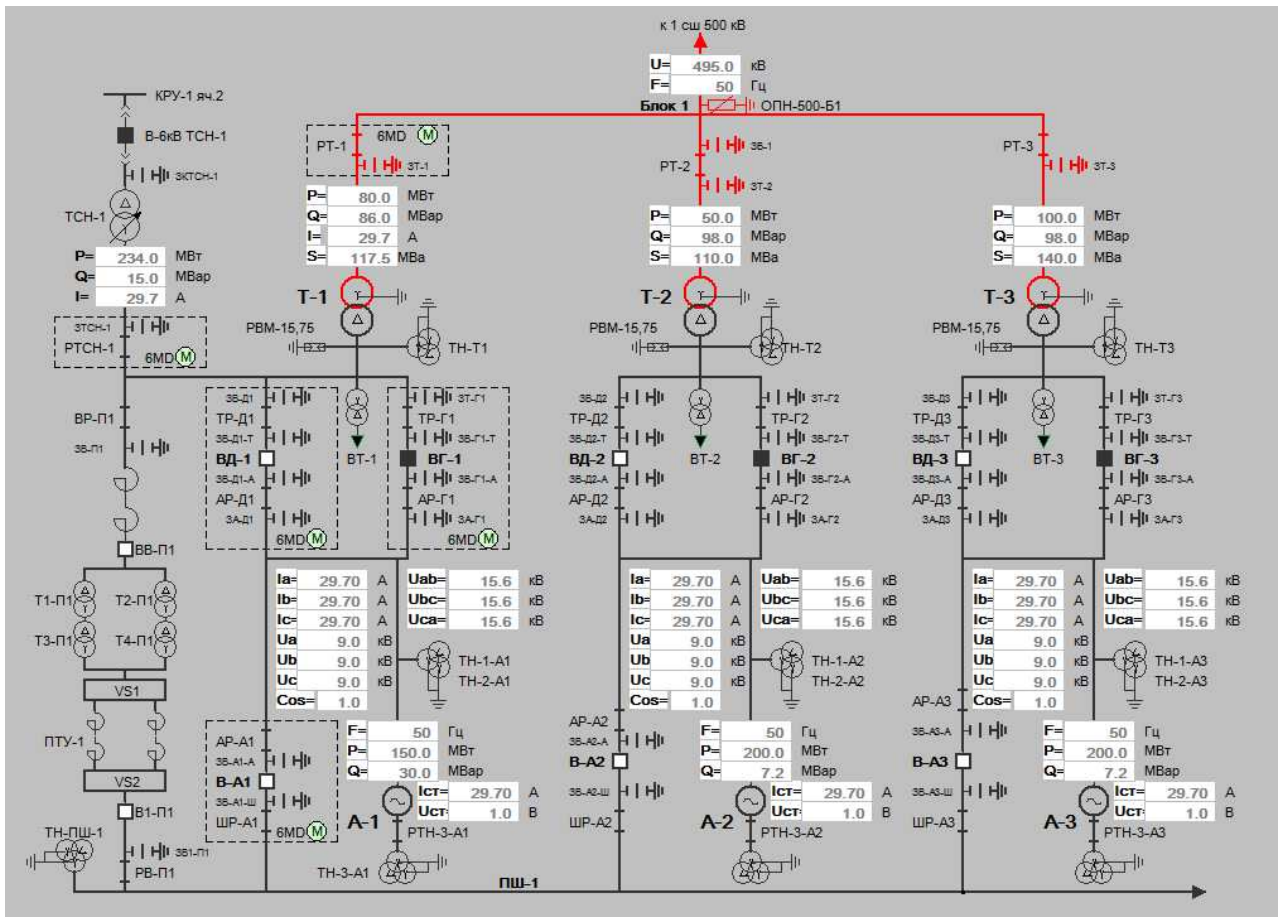 к 1 сш 500 кВ
U= 495.0 кВ
F= 50 Гц
Блок 1 ОПН-500-Б1
КРУ-1 яч.2
В-6кВ ТСН-1
ЗКТСН-1
ТСН-1
P= 234.0 МВт
Q= 15.0 МВар
I= 29.7 А
ЗТСН-1
РТСН-1
6MD M
РТ-1 6MD M
ЗТ-1
P= 80.0 МВт
Q= 86.0 МВар
I= 29.7 А
S= 117.5 МВа
ЗБ-1
РТ-2
ЗТ-2
P= 50.0 МВт
Q= 98.0 МВар
S= 110.0 МВа
РТ-3
ЗТ-3
P= 100.0 МВт
Q= 98.0 МВар
S= 140.0 МВа
Т-1
РВМ-15,75
ТН-Т1
Т-2
РВМ-15,75
ТН-Т2
Т-3
РВМ-15,75
ТН-Т3
ВР-П1
ЗВ-П1
ВВ-П1
Т1-П1 Т2-П1
Т3-П1 Т4-П1
VS1
ПТУ-1
VS2
В1-П1
ТН-ПШ-1
ЗВ1-П1
РВ-П1
ЗВ-Д1
ТР-Д1
ЗВ-Д1-Т
ВД-1
ЗВ-Д1-А
АР-Д1
ЗА-Д1
6MD M
ВТ-1
ЗТ-Г1
ТР-Г1
ЗВ-Г1-Т
ВГ-1
ЗВ-Г1-А
АР-Г1
ЗА-Г1
6MD M
ЗВ-Д2
ТР-Д2
ЗВ-Д2-Т
ВД-2
ЗВ-Д2-А
АР-Д2
ЗА-Д2
ВТ-2
ЗТ-Г2
ТР-Г2
ЗВ-Г2-Т
ВГ-2
ЗВ-Г2-А
АР-Г2
ЗА-Г2
ЗВ-Д3
ТР-Д3
ЗВ-Д3-Т
ВД-3
ЗВ-Д3-А
АР-Д3
ЗА-Д3
ВТ-3
ЗТ-Г3
ТР-Г3
ЗВ-Г3-Т
ВГ-3
ЗВ-Г3-А
АР-Г3
ЗА-Г3
Ia= 29.70 А
Ib= 29.70 А
Ic= 29.70 А
Ua 9.0 кВ
Ub 9.0 кВ
Uc 9.0 кВ
Cos= 1.0
Uab= 15.6 кВ
Ubc= 15.6 кВ
Uca= 15.6 кВ
ТН-1-А1
ТН-2-А1
F= 50 Гц
P= 150.0 МВт
Q= 30.0 МВар
Iст= 29.70 А
Uст 1.0 В
АР-А1
ЗВ-А1-А
В-А1
ЗВ-А1-Ш
ШР-А1
6MD M
А-1
РТН-3-А1
ТН-3-А1
Ia= 29.70 А
Ib= 29.70 А
Ic= 29.70 А
Ua 9.0 кВ
Ub 9.0 кВ
Uc 9.0 кВ
Cos= 1.0
Uab= 15.6 кВ
Ubc= 15.6 кВ
Uca= 15.6 кВ
ТН-1-А2
ТН-2-А2
F= 50 Гц
P= 200.0 МВт
Q= 7.2 МВар
Iст= 29.70 А
Uст 1.0 В
АР-А2
ЗВ-А2-А
В-А2
ЗВ-А2-Ш
ШР-А2
А-2
РТН-3-А2
ТН-3-А2
Ia= 29.70 А
Ib= 29.70 А
Ic= 29.70 А
Ua 9.0 кВ
Ub 9.0 кВ
Uc 9.0 кВ
Cos= 1.0
Uab= 15.6 кВ
Ubc= 15.6 кВ
Uca= 15.6 кВ
ТН-1-А3
ТН-2-А3
F= 50 Гц
P= 200.0 МВт
Q= 7.2 МВар
Iст= 29.70 А
Uст 1.0 В
АР-А3
ЗВ-А3-А
В-А3
ЗВ-А3-Ш
ШР-А3
А-3
РТН-3-А3
ТН-3-А3
ПШ-1